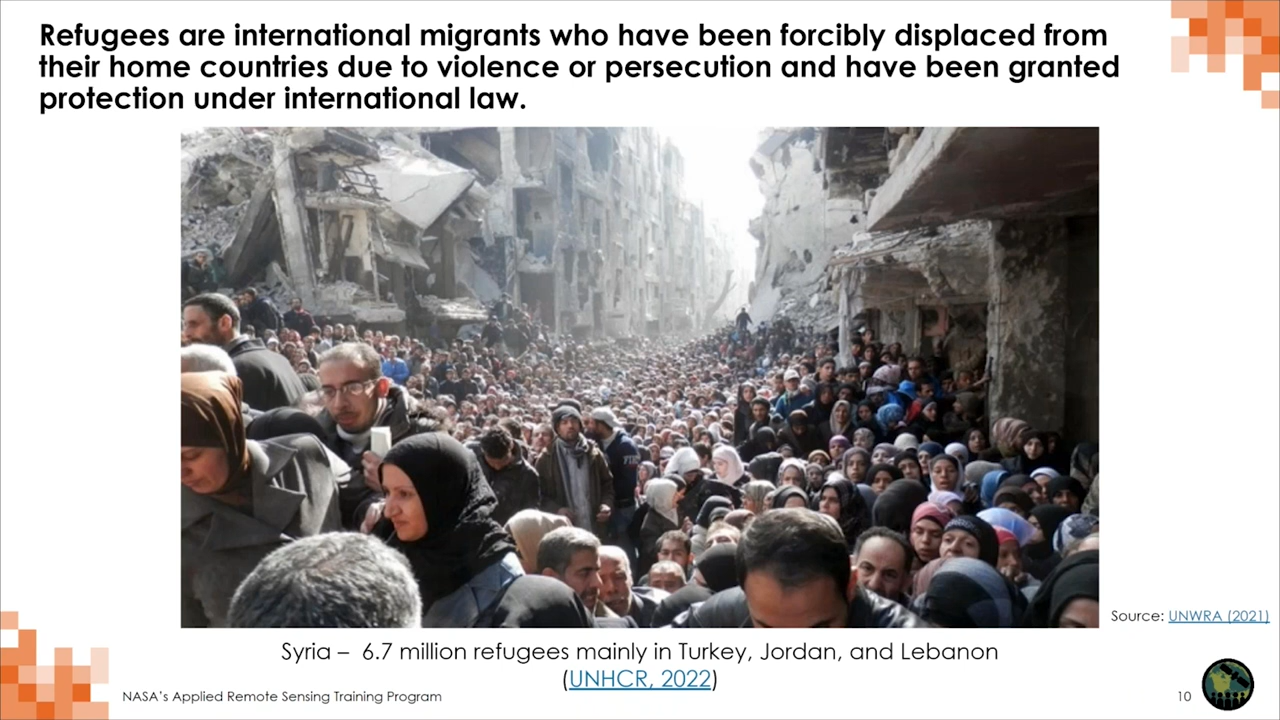 Refugees are international migrants who have been forcibly displaced from
their home countries due to violence or persecution and have been granted
protection under international law.
Source: UNWRA (2021)
Syria – 6.7 million refugees mainly in Turkey, Jordan, and Lebanon
(UNHCR, 2022)
NASA's Applied Remote Sensing Training Program
10